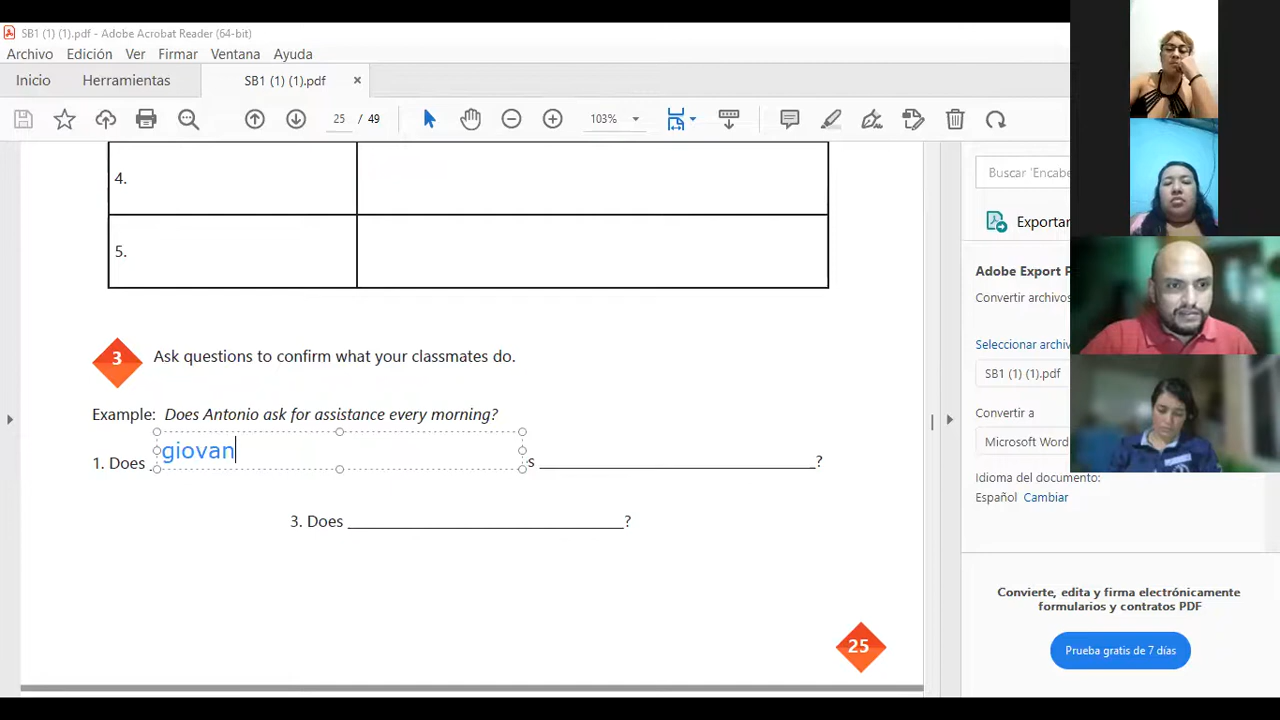 SB1 (1) (1).pdf - Adobe Acrobat Reader (64-bit)
Archivo Edición Ver Firmar Ventana Ayuda
Inicio Herramientas SB1 (1) (1).pdf ×
25 / 49 103%
4.
5.
3 Ask questions to confirm what your classmates do.
Example: Does Antonio ask for assistance every morning?
1. Does giovan s ?
3. Does ?
25
Buscar 'Encabe
Exportar
Adobe Export P
Convertir archivos
Seleccionar archiv
SB1 (1) (1).pdf
Convertir a
Microsoft Word
Idioma del documento:
Español Cambiar
Convierte, edita y firma electrónicamente
formularios y contratos PDF
Prueba gratis de 7 días